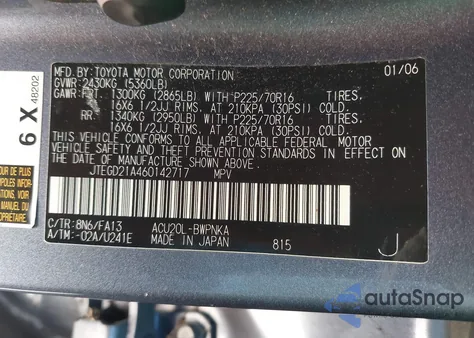 MFD. BY: TOYOTA MOTOR CORPORATION 01/06
GVWR: 2430KG (5360LB)
GAWR: FRT: 1300KG (2865LB), WITH P225/70R16 TIRES,
16X6 1/2JJ RIMS, AT 210KPA (30PSI) COLD
RR: 1340KG (2950LB), WITH P225/70R16 TIRES,
16X6 1/2JJ RIMS, AT 210KPA (30PSI) COLD
THIS VEHICLE CONFORMS TO ALL APPLICABLE FEDERAL MOTOR
VEHICLE SAFETY AND THEFT PREVENTION STANDARDS IN EFFECT
ON THE DATE OF MANUFACTURE SHOWN ABOVE.
JTEGD21A460142717 MPV
C/TR: 8N6/FA13 ACU20L-BWPNKA
A/TM: -02A/U241E MADE IN JAPAN 815 J
6 X
48202
PROPRIÉTAIRE
autoSnap